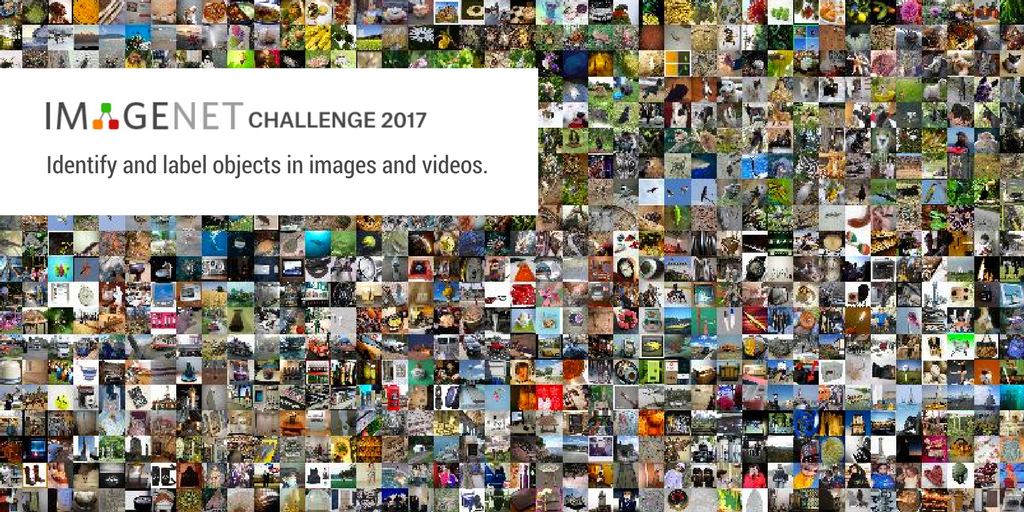 IMAGENET CHALLENGE 2017
Identify and label objects in images and videos.